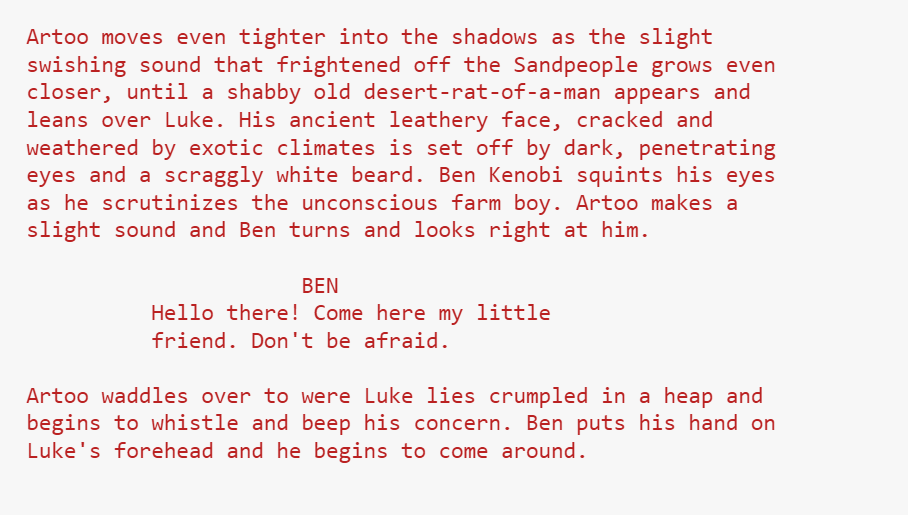 Artoo moves even tighter into the shadows as the slight
swishing sound that frightened off the Sandpeople grows even
closer, until a shabby old desert-rat-of-a-man appears and
leans over Luke. His ancient leathery face, cracked and
weathered by exotic climates is set off by dark, penetrating
eyes and a scraggly white beard. Ben Kenobi squints his eyes
as he scrutinizes the unconscious farm boy. Artoo makes a
slight sound and Ben turns and looks right at him.
BEN
Hello there! Come here my little
friend. Don't be afraid.
Artoo waddles over to were Luke lies crumpled in a heap and
begins to whistle and beep his concern. Ben puts his hand on
Luke's forehead and he begins to come around.